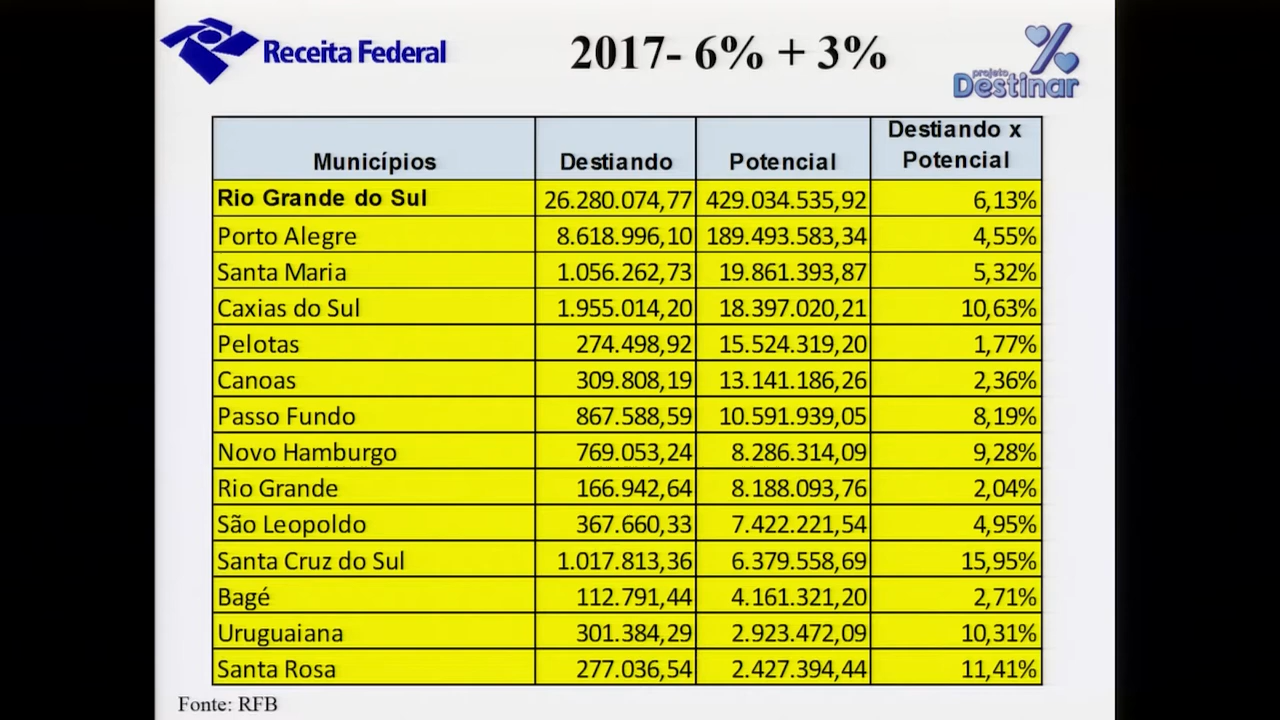 Receita Federal
2017- 6% + 3%
%
projeto
Destinar
Municípios Destiando Potencial Destiando x
Potencial
Rio Grande do Sul 26.280.074,77 429.034.535,92 6,13%
Porto Alegre 8.618.996,10 189.493.583,34 4,55%
Santa Maria 1.056.262,73 19.861.393,87 5,32%
Caxias do Sul 1.955.014,20 18.397.020,21 10,63%
Pelotas 274.498,92 15.524.319,20 1,77%
Canoas 309.808,19 13.141.186,26 2,36%
Passo Fundo 867.588,59 10.591.939,05 8,19%
Novo Hamburgo 769.053,24 8.286.314,09 9,28%
Rio Grande 166.942,64 8.188.093,76 2,04%
São Leopoldo 367.660,33 7.422.221,54 4,95%
Santa Cruz do Sul 1.017.813,36 6.379.558,69 15,95%
Bagé 112.791,44 4.161.321,20 2,71%
Uruguaiana 301.384,29 2.923.472,09 10,31%
Santa Rosa 277.036,54 2.427.394,44 11,41%
Fonte: RFB